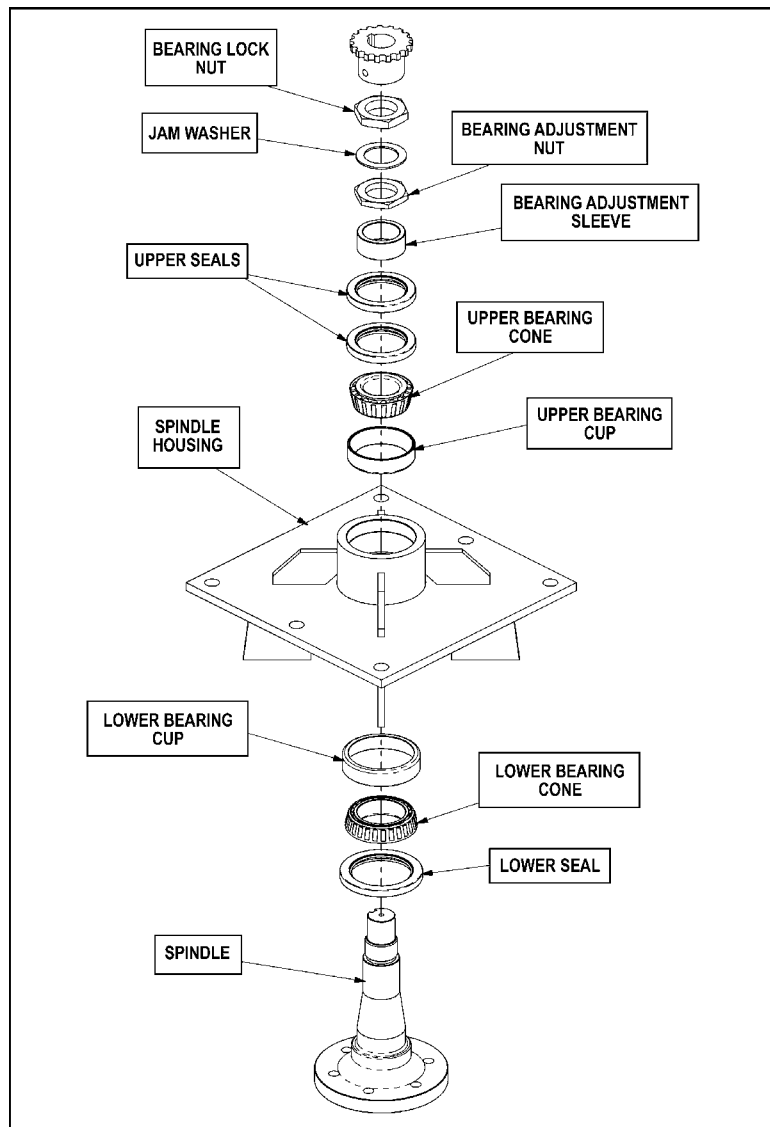 BEARING LOCK
NUT
JAM WASHER
BEARING ADJUSTMENT
NUT
BEARING ADJUSTMENT
SLEEVE
UPPER SEALS
UPPER BEARING
CONE
UPPER BEARING
CUP
SPINDLE
HOUSING
LOWER BEARING
CUP
LOWER BEARING
CONE
LOWER SEAL
SPINDLE